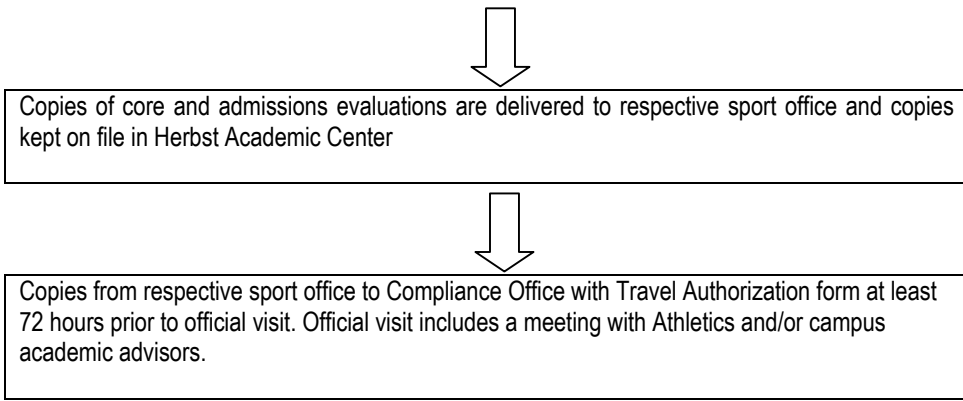 Copies of core and admissions evaluations are delivered to respective sport office and copies
kept on file in Herbst Academic Center
Copies from respective sport office to Compliance Office with Travel Authorization form at least
72 hours prior to official visit. Official visit includes a meeting with Athletics and/or campus
academic advisors.